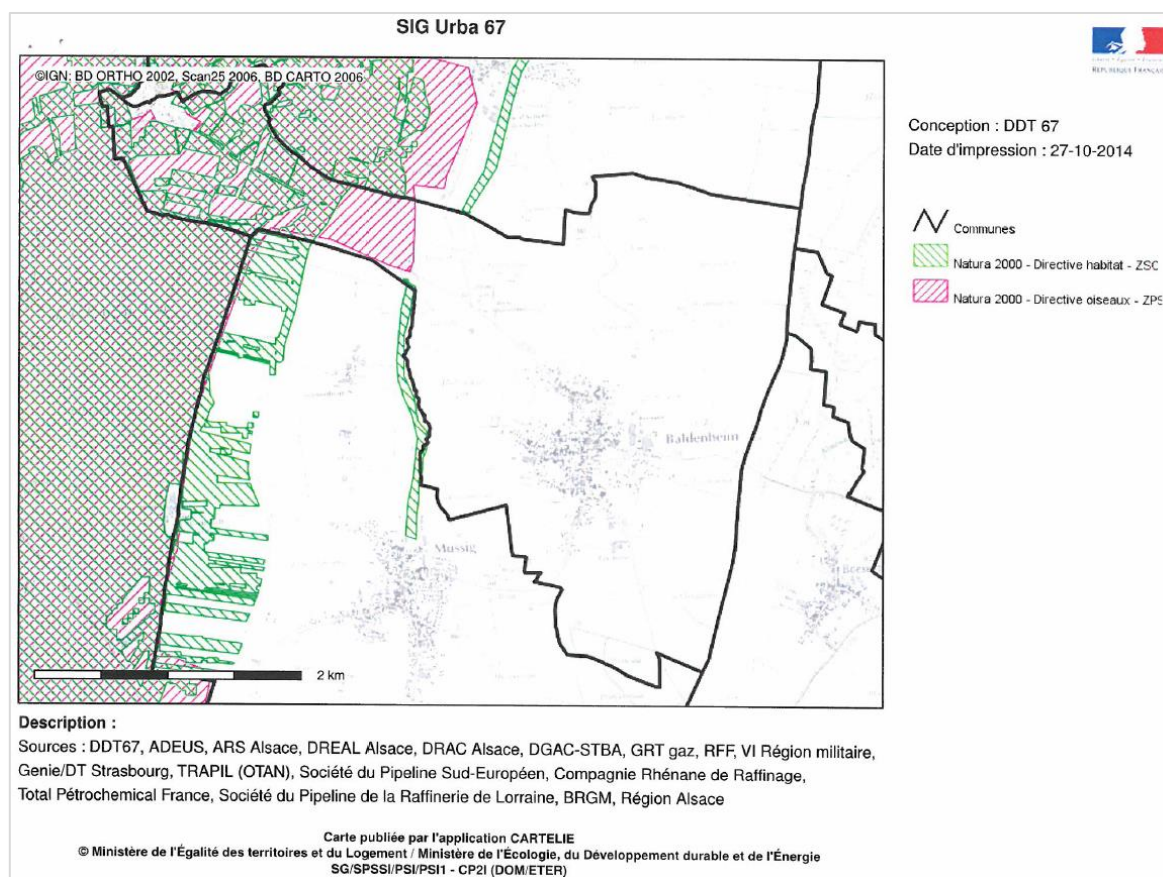 SIG Urba 67
©IGN: BD ORTHO 2002, Scan25 2006, BD CARTO 2006
RÉPUBLIQUE FRANÇAISE
Conception : DDT 67
Date d'impression : 27-10-2014
Communes
Natura 2000 - Directive habitat - ZSC
Natura 2000 - Directive oiseaux - ZPS
Baldenheim
Mussig
2 km
Description :
Sources : DDT67, ADEUS, ARS Alsace, DREAL Alsace, DRAC Alsace, DGAC-STBA, GRT gaz, RFF, VI Région militaire,
Genie/DT Strasbourg, TRAPIL (OTAN), Société du Pipeline Sud-Européen, Compagnie Rhénane de Raffinage,
Total Pétrochemical France, Société du Pipeline de la Raffinerie de Lorraine, BRGM, Région Alsace
Carte publiée par l'application CARTELIE
© Ministère de l'Égalité des territoires et du Logement / Ministère de l'Écologie, du Développement durable et de l'Énergie
SG/SPSSI/PSI/PSI1 - CP2I (DOM/ETER)